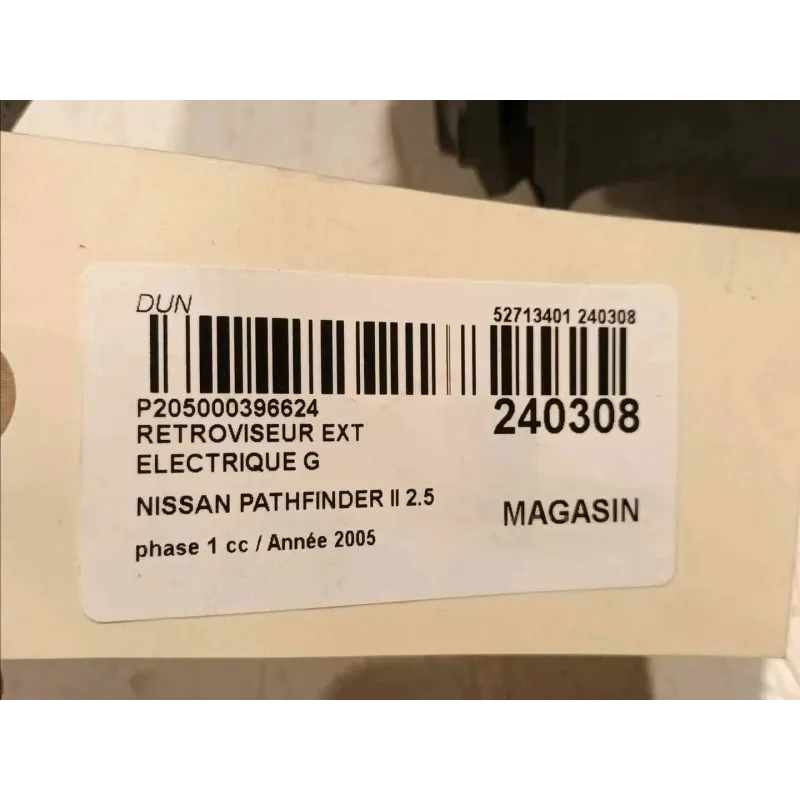 DUN
52713401 240308
P205000396624
240308
RETROVISEUR EXT
ELECTRIQUE G
NISSAN PATHFINDER II 2.5
MAGASIN
phase 1 cc / Année 2005